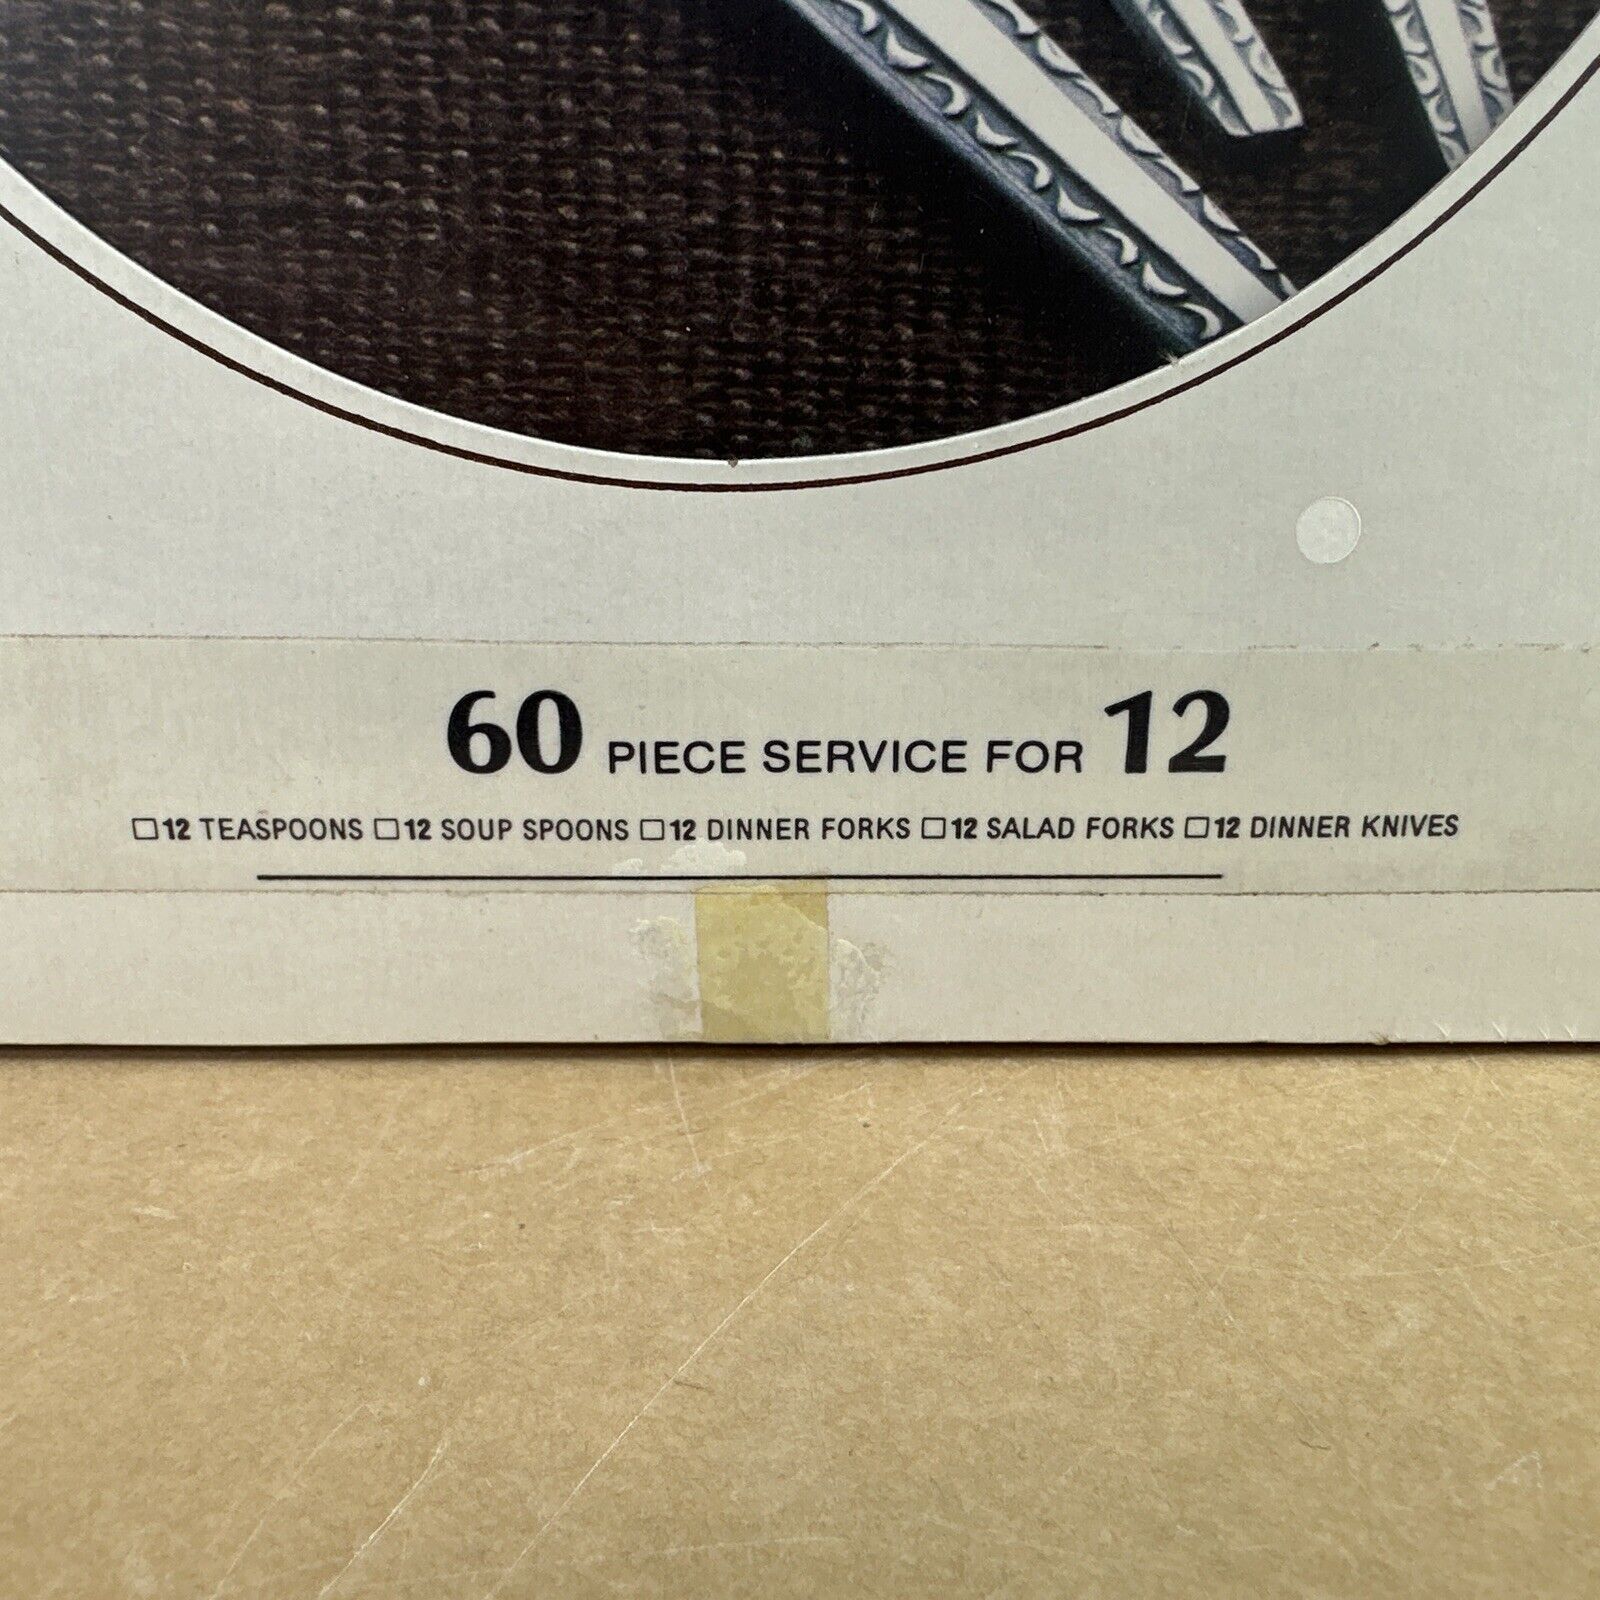 60 PIECE SERVICE FOR 12
☐12 TEASPOONS ☐12 SOUP SPOONS ☐12 DINNER FORKS ☐12 SALAD FORKS ☐12 DINNER KNIVES